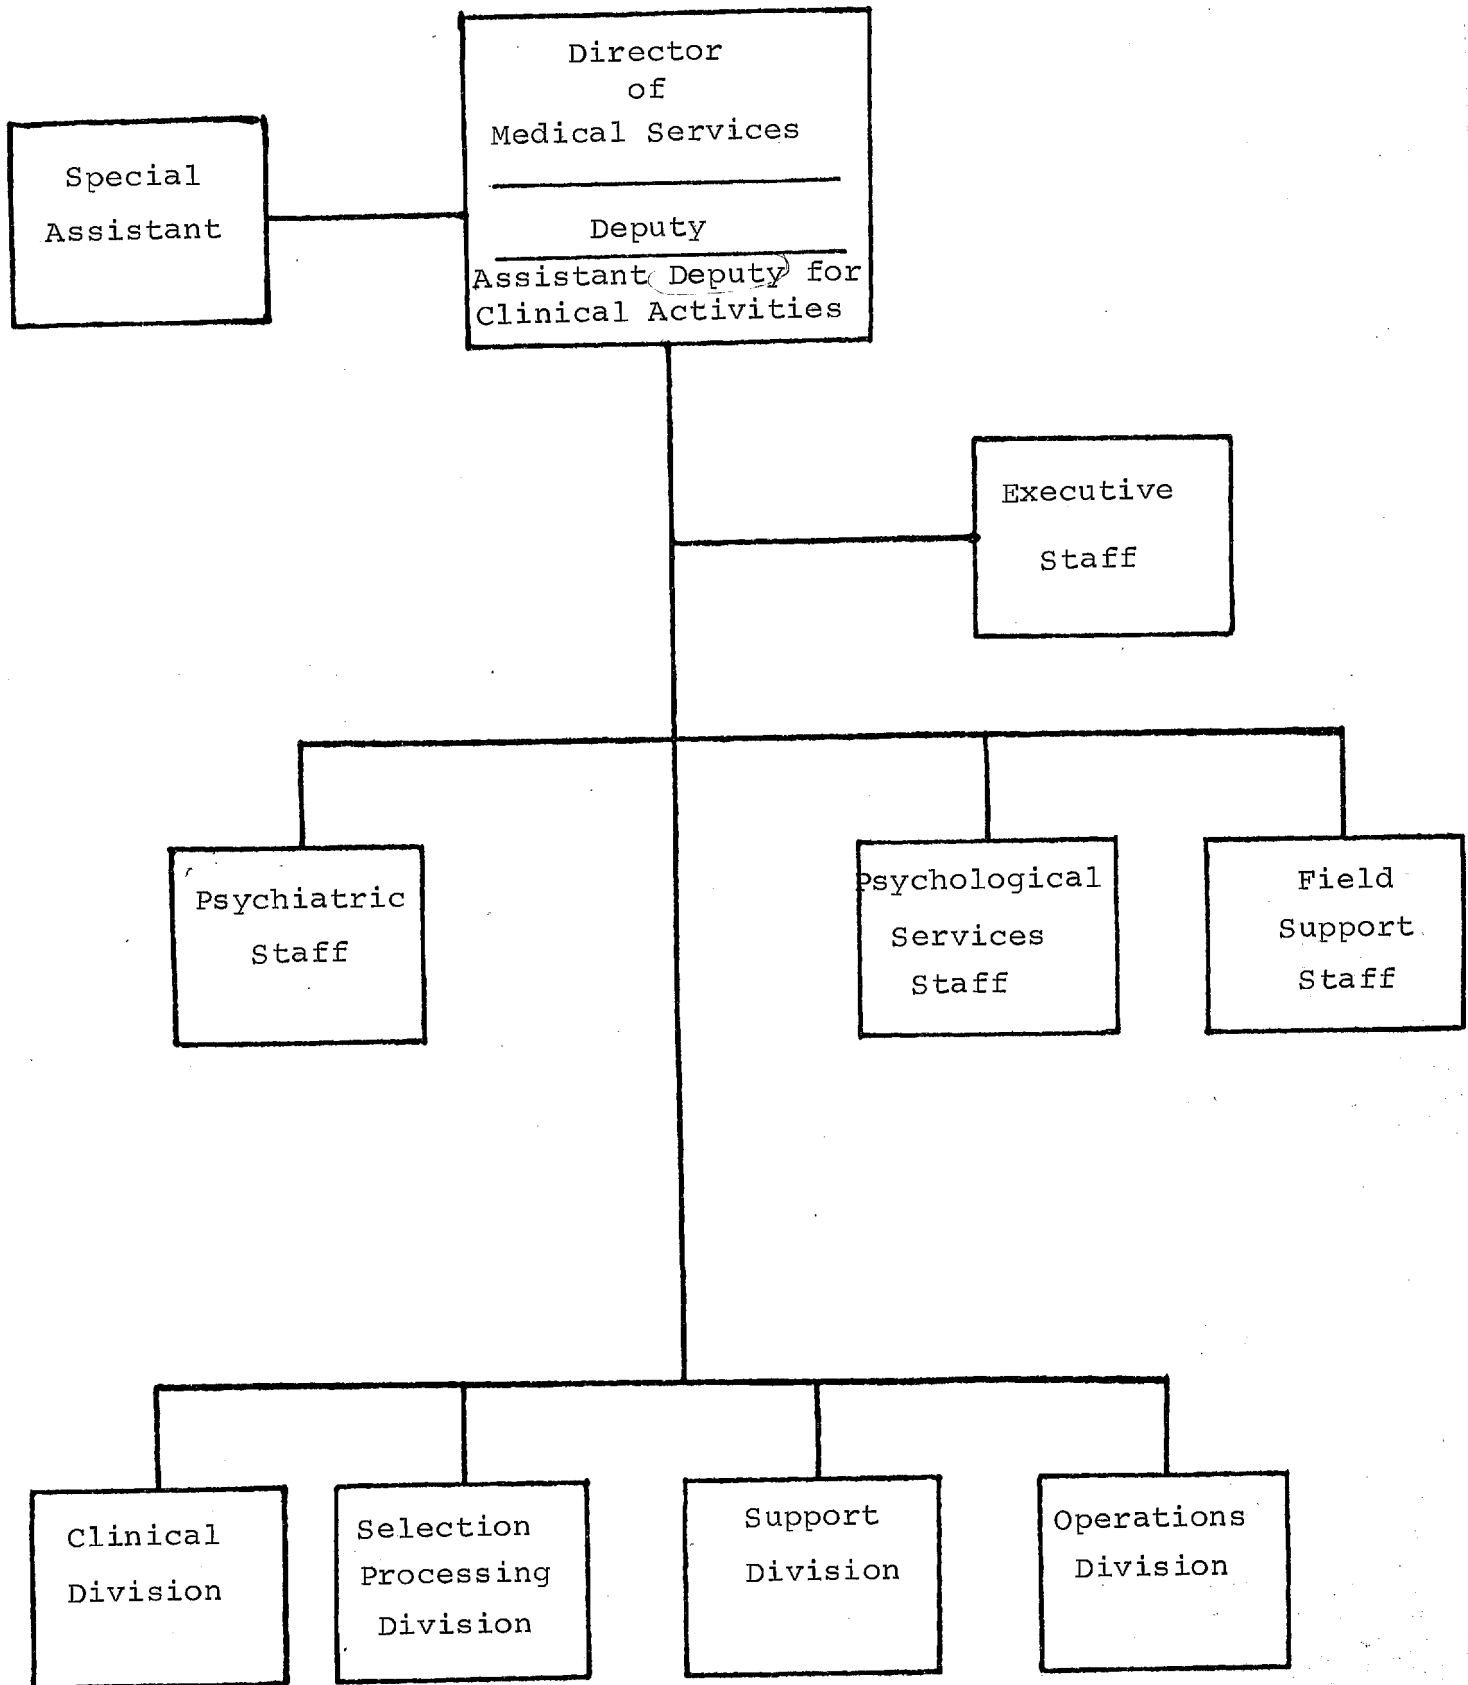 Director
of
Medical Services
Special
Assistant
Deputy
Assistant Deputy for
Clinical Activities
Executive
Staff
Psychiatric
Staff
Psychological
Services
Staff
Field
Support
Staff
Clinical
Division
Selection
Processing
Division
Support
Division
Operations
Division